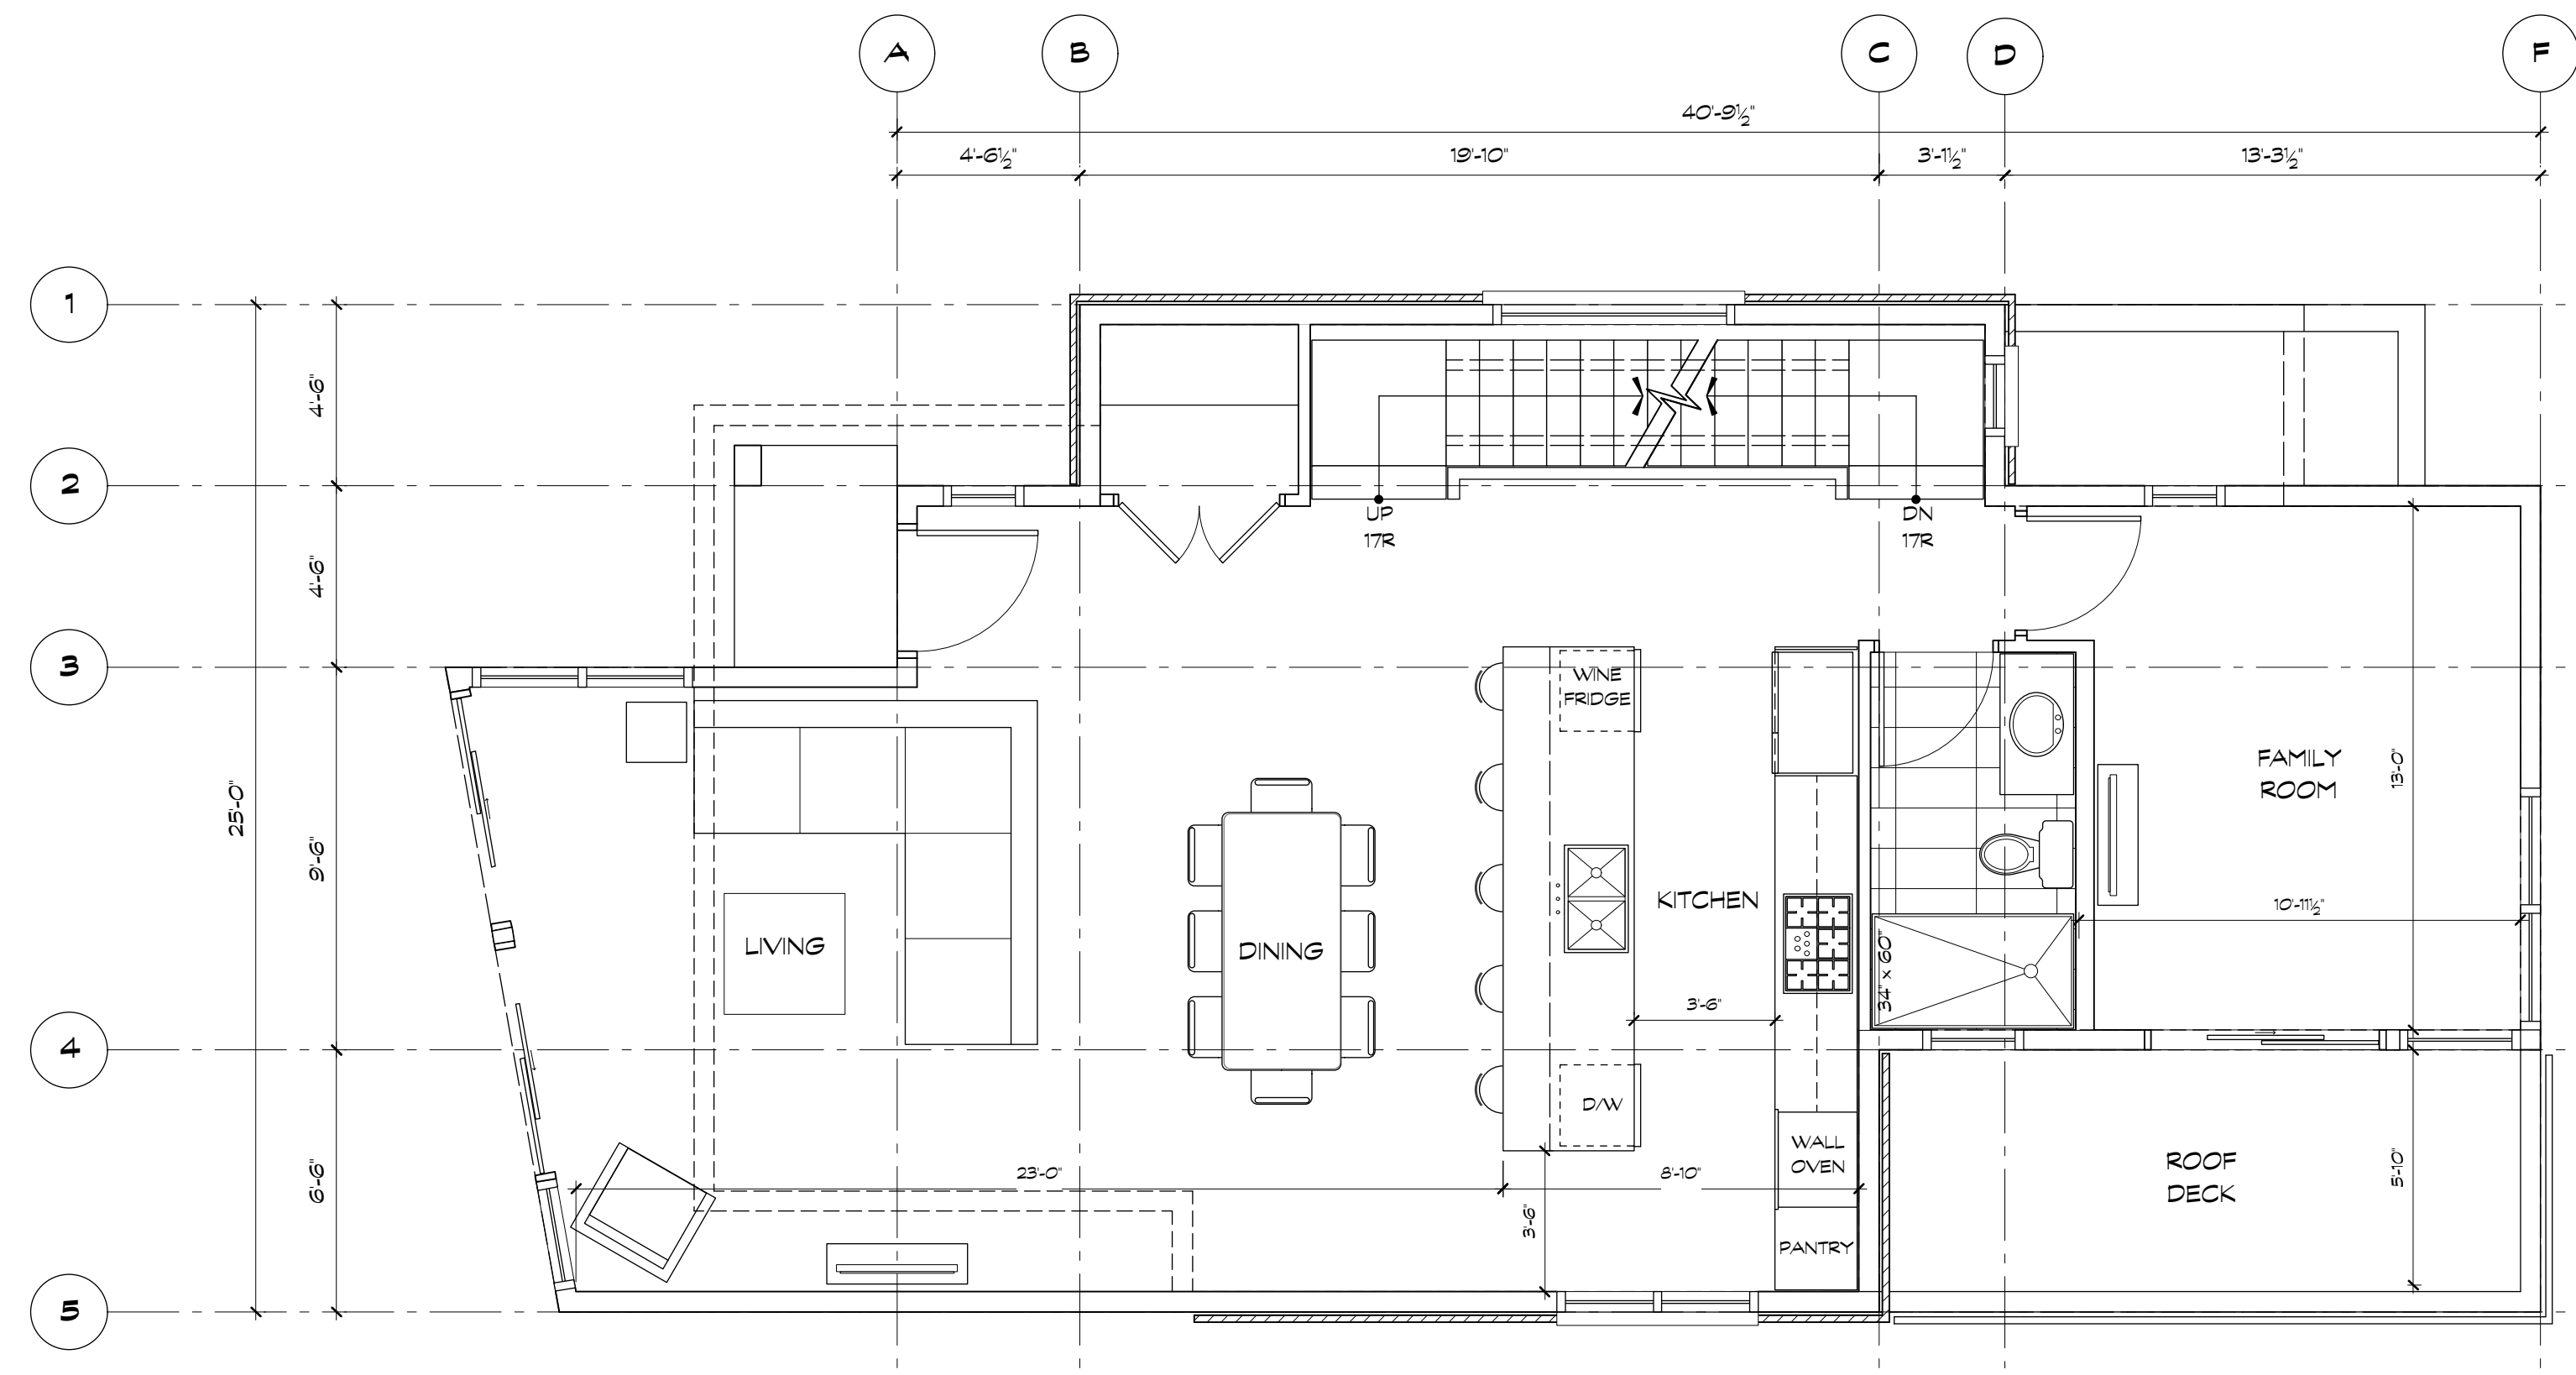 A B C D F
40'-9½"
4'-6½" 19'-10" 3'-1½" 13'-3½"
1
4'-6"
2
UP
17R
DN
17R
4'-6"
3
WINE
FRIDGE
FAMILY
ROOM
13'-0"
25'-0"
9'-6"
KITCHEN
10'-11½"
LIVING
DINING
34" x 60"
3'-6"
4
D/W
WALL
OVEN
ROOF
DECK
5'-10"
6'-6"
23'-0"
8'-10"
3'-6"
PANTRY
5